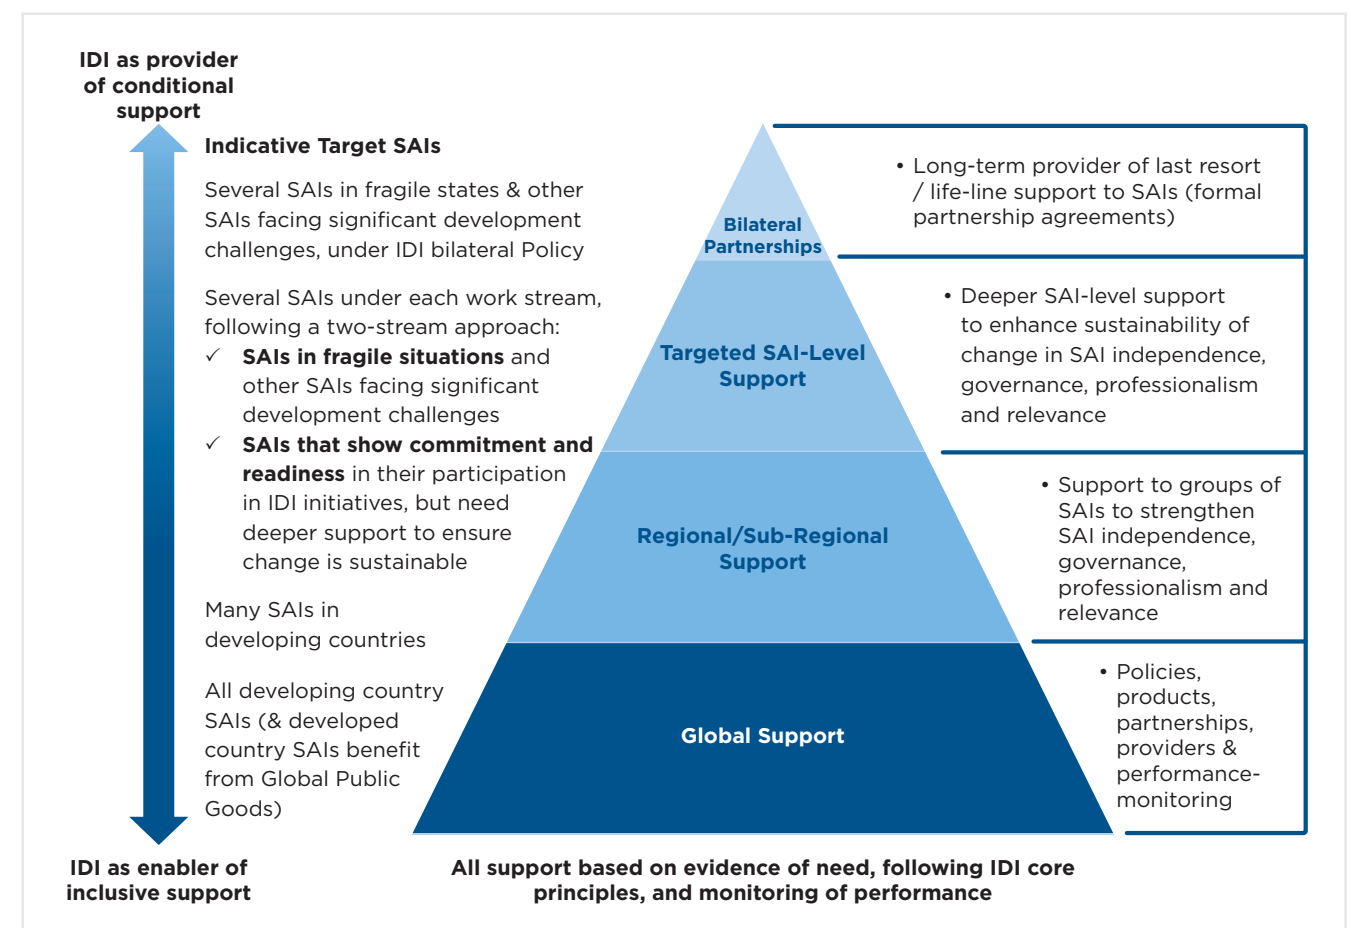 IDI as provider
of conditional
support
Indicative Target SAIs
Several SAIs in fragile states & other
SAIs facing significant development
challenges, under IDI bilateral Policy
Several SAIs under each work stream,
following a two-stream approach:
✓ SAIs in fragile situations and
other SAIs facing significant
development challenges
✓ SAIs that show commitment and
readiness in their participation
in IDI initiatives, but need
deeper support to ensure
change is sustainable
Many SAIs in
developing countries
All developing country
SAIs (& developed
country SAIs benefit
from Global Public
Goods)
IDI as enabler of
inclusive support
Bilateral
Partnerships
Targeted SAI-Level
Support
Regional/Sub-Regional
Support
Global Support
• Long-term provider of last resort
/ life-line support to SAIs (formal
partnership agreements)
• Deeper SAI-level support
to enhance sustainability of
change in SAI independence,
governance, professionalism
and relevance
• Support to groups of
SAIs to strengthen
SAI independence,
governance,
professionalism and
relevance
• Policies,
products,
partnerships,
providers &
performance-
monitoring
All support based on evidence of need, following IDI core
principles, and monitoring of performance